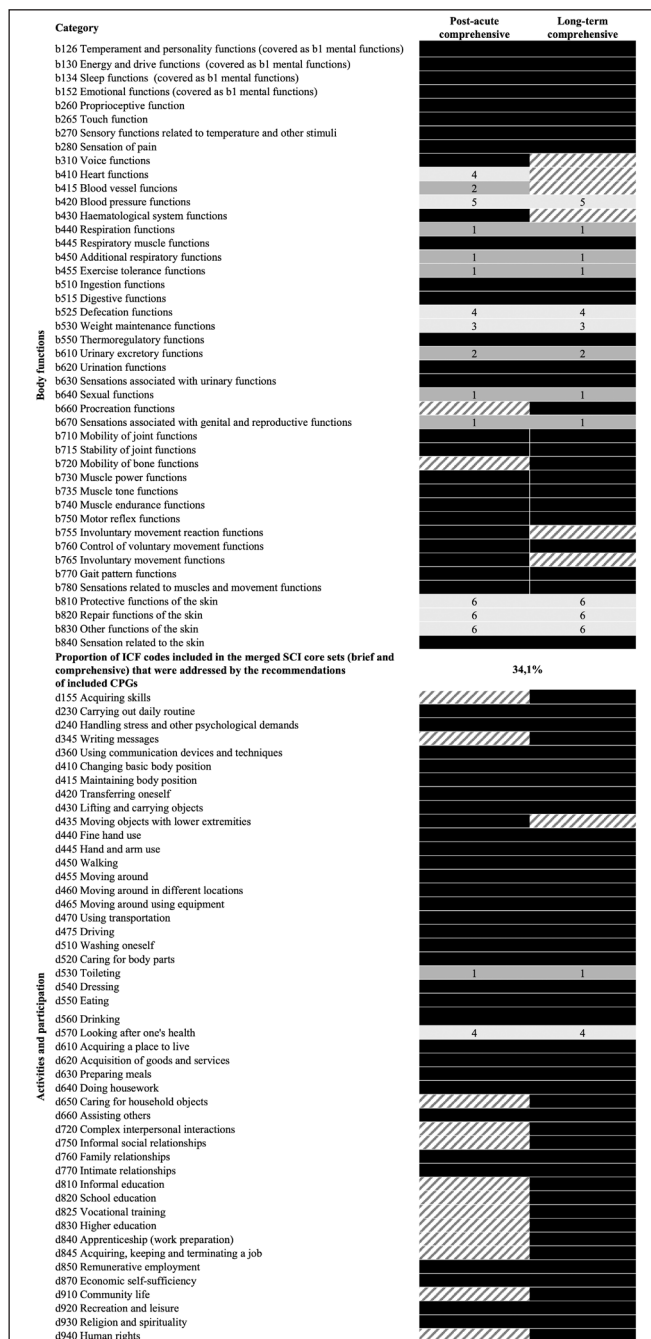 Category Post-acute comprehensive Long-term comprehensive
Body functions
b126 Temperament and personality functions (covered as b1 mental functions)
b130 Energy and drive functions (covered as b1 mental functions)
b134 Sleep functions (covered as b1 mental functions)
b152 Emotional functions (covered as b1 mental functions)
b260 Proprioceptive function
b265 Touch function
b270 Sensory functions related to temperature and other stimuli
b280 Sensation of pain
b310 Voice functions
b410 Heart functions 4
b415 Blood vessel funcions 2
b420 Blood pressure functions 5 5
b430 Haematological system functions
b440 Respiration functions 1 1
b445 Respiratory muscle functions
b450 Additional respiratory functions 1 1
b455 Exercise tolerance functions 1 1
b510 Ingestion functions
b515 Digestive functions
b525 Defecation functions 4 4
b530 Weight maintenance functions 3 3
b550 Thermoregulatory functions
b610 Urinary excretory functions 2 2
b620 Urination functions
b630 Sensations associated with urinary functions
b640 Sexual functions 1 1
b660 Procreation functions
b670 Sensations associated with genital and reproductive functions 1 1
b710 Mobility of joint functions
b715 Stability of joint functions
b720 Mobility of bone functions
b730 Muscle power functions
b735 Muscle tone functions
b740 Muscle endurance functions
b750 Motor reflex functions
b755 Involuntary movement reaction functions
b760 Control of voluntary movement functions
b765 Involuntary movement functions
b770 Gait pattern functions
b780 Sensations related to muscles and movement functions
b810 Protective functions of the skin 6 6
b820 Repair functions of the skin 6 6
b830 Other functions of the skin 6 6
b840 Sensation related to the skin
Proportion of ICF codes included in the merged SCI core sets (brief and
comprehensive) that were addressed by the recommendations 34,1%
of included CPGs
Activities and participation
d155 Acquiring skills
d230 Carrying out daily routine
d240 Handling stress and other psychological demands
d345 Writing messages
d360 Using communication devices and techniques
d410 Changing basic body position
d415 Maintaining body position
d420 Transferring oneself
d430 Lifting and carrying objects
d435 Moving objects with lower extremities
d440 Fine hand use
d445 Hand and arm use
d450 Walking
d455 Moving around
d460 Moving around in different locations
d465 Moving around using equipment
d470 Using transportation
d475 Driving
d510 Washing oneself
d520 Caring for body parts
d530 Toileting 1 1
d540 Dressing
d550 Eating
d560 Drinking
d570 Looking after one's health 4 4
d610 Acquiring a place to live
d620 Acquisition of goods and services
d630 Preparing meals
d640 Doing housework
d650 Caring for household objects
d660 Assisting others
d720 Complex interpersonal interactions
d750 Informal social relationships
d760 Family relationships
d770 Intimate relationships
d810 Informal education
d820 School education
d825 Vocational training
d830 Higher education
d840 Apprenticeship (work preparation)
d845 Acquiring, keeping and terminating a job
d850 Remunerative employment
d870 Economic self-sufficiency
d910 Community life
d920 Recreation and leisure
d930 Religion and spirituality
d940 Human rights